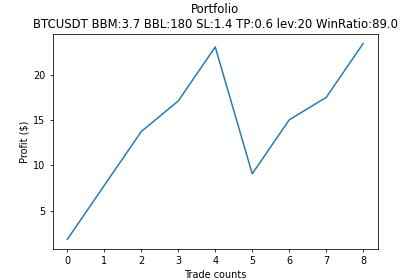 Portfolio
BTCUSDT BBM:3.7 BBL:180 SL:1.4 TP:0.6 lev:20 WinRatio:89.0
Profit ($)
20
15
10
5
0 1 2 3 4 5 6 7 8
Trade counts